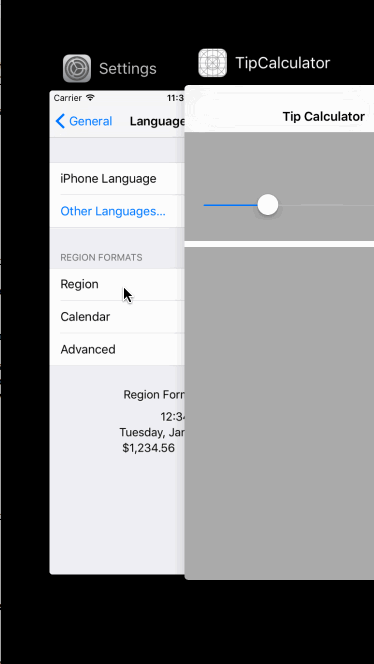 Settings
TipCalculator
Carrier 11:3
General Language
Tip Calculator
iPhone Language
Other Languages...
REGION FORMATS
Region
Calendar
Advanced
Region Form
12:34
Tuesday, Jan
$1,234.56